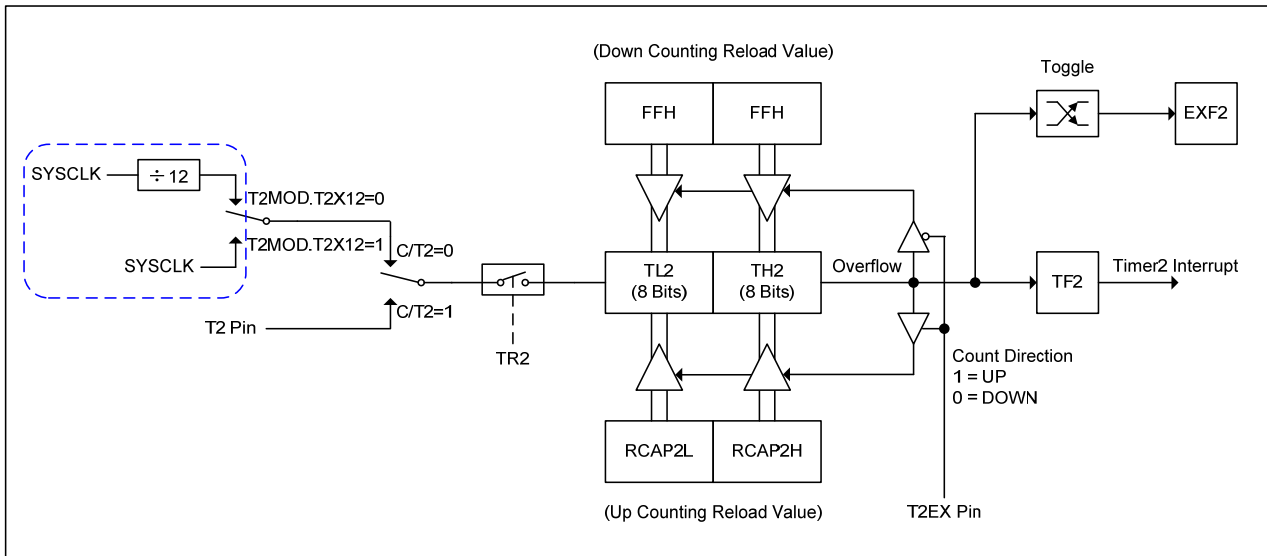 (Down Counting Reload Value)
Toggle
FFH
FFH
EXF2
SYSCLK
÷ 12
T2MOD.T2X12=0
T2MOD.T2X12=1
SYSCLK
C/T2=0
C/T2=1
T2 Pin
TR2
TL2
(8 Bits)
TH2
(8 Bits)
Overflow
TF2
Timer2 Interrupt
Count Direction
1 = UP
0 = DOWN
RCAP2L
RCAP2H
(Up Counting Reload Value)
T2EX Pin